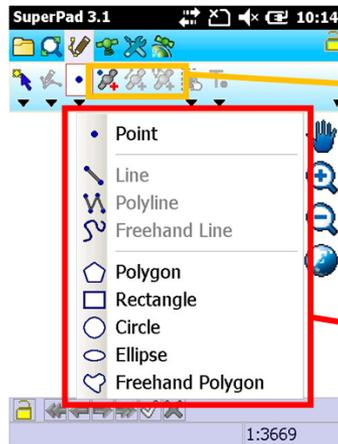 SuperPad 3.1 10:14
Point
Line
Polyline
Freehand Line
Polygon
Rectangle
Circle
Ellipse
Freehand Polygon
1:3669